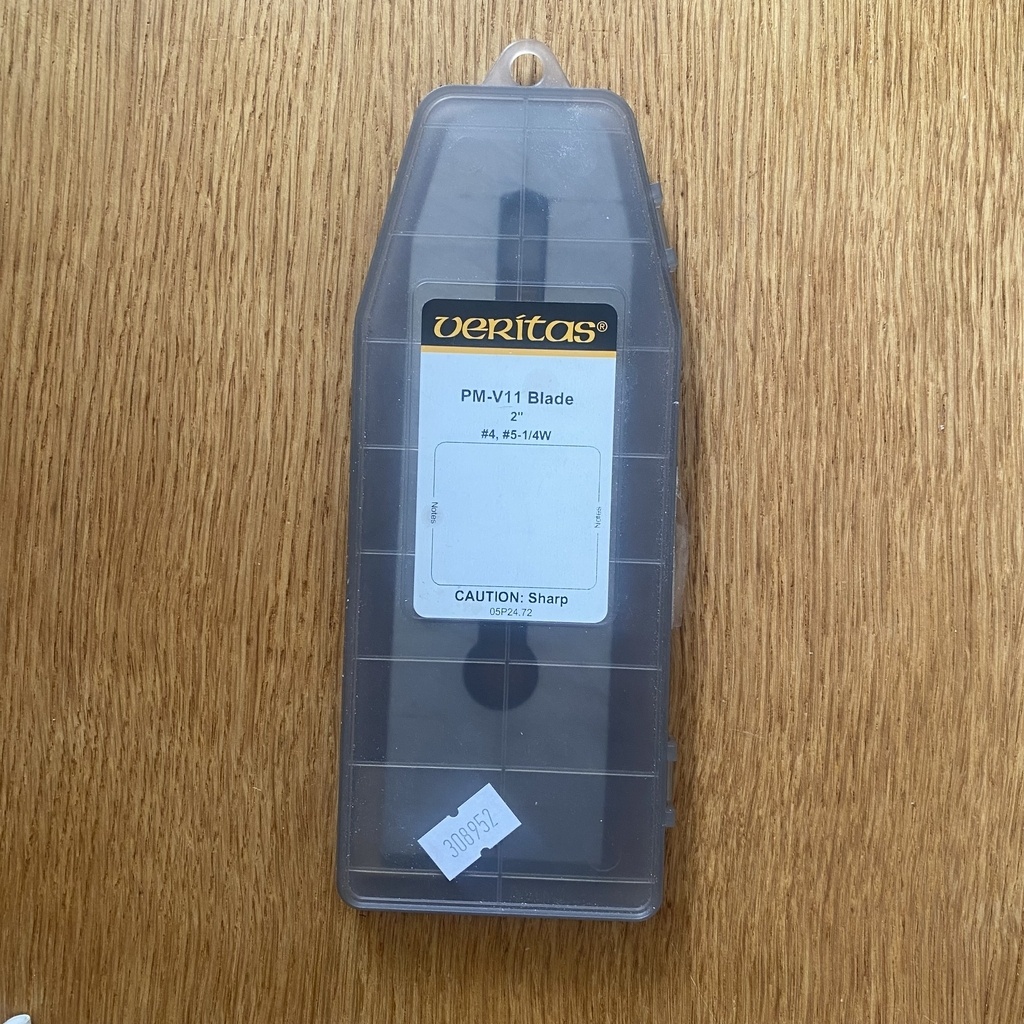 veritas®
PM-V11 Blade
2"
#4, #5-1/4W
Notes
Notes
CAUTION: Sharp
05P24.72
308952